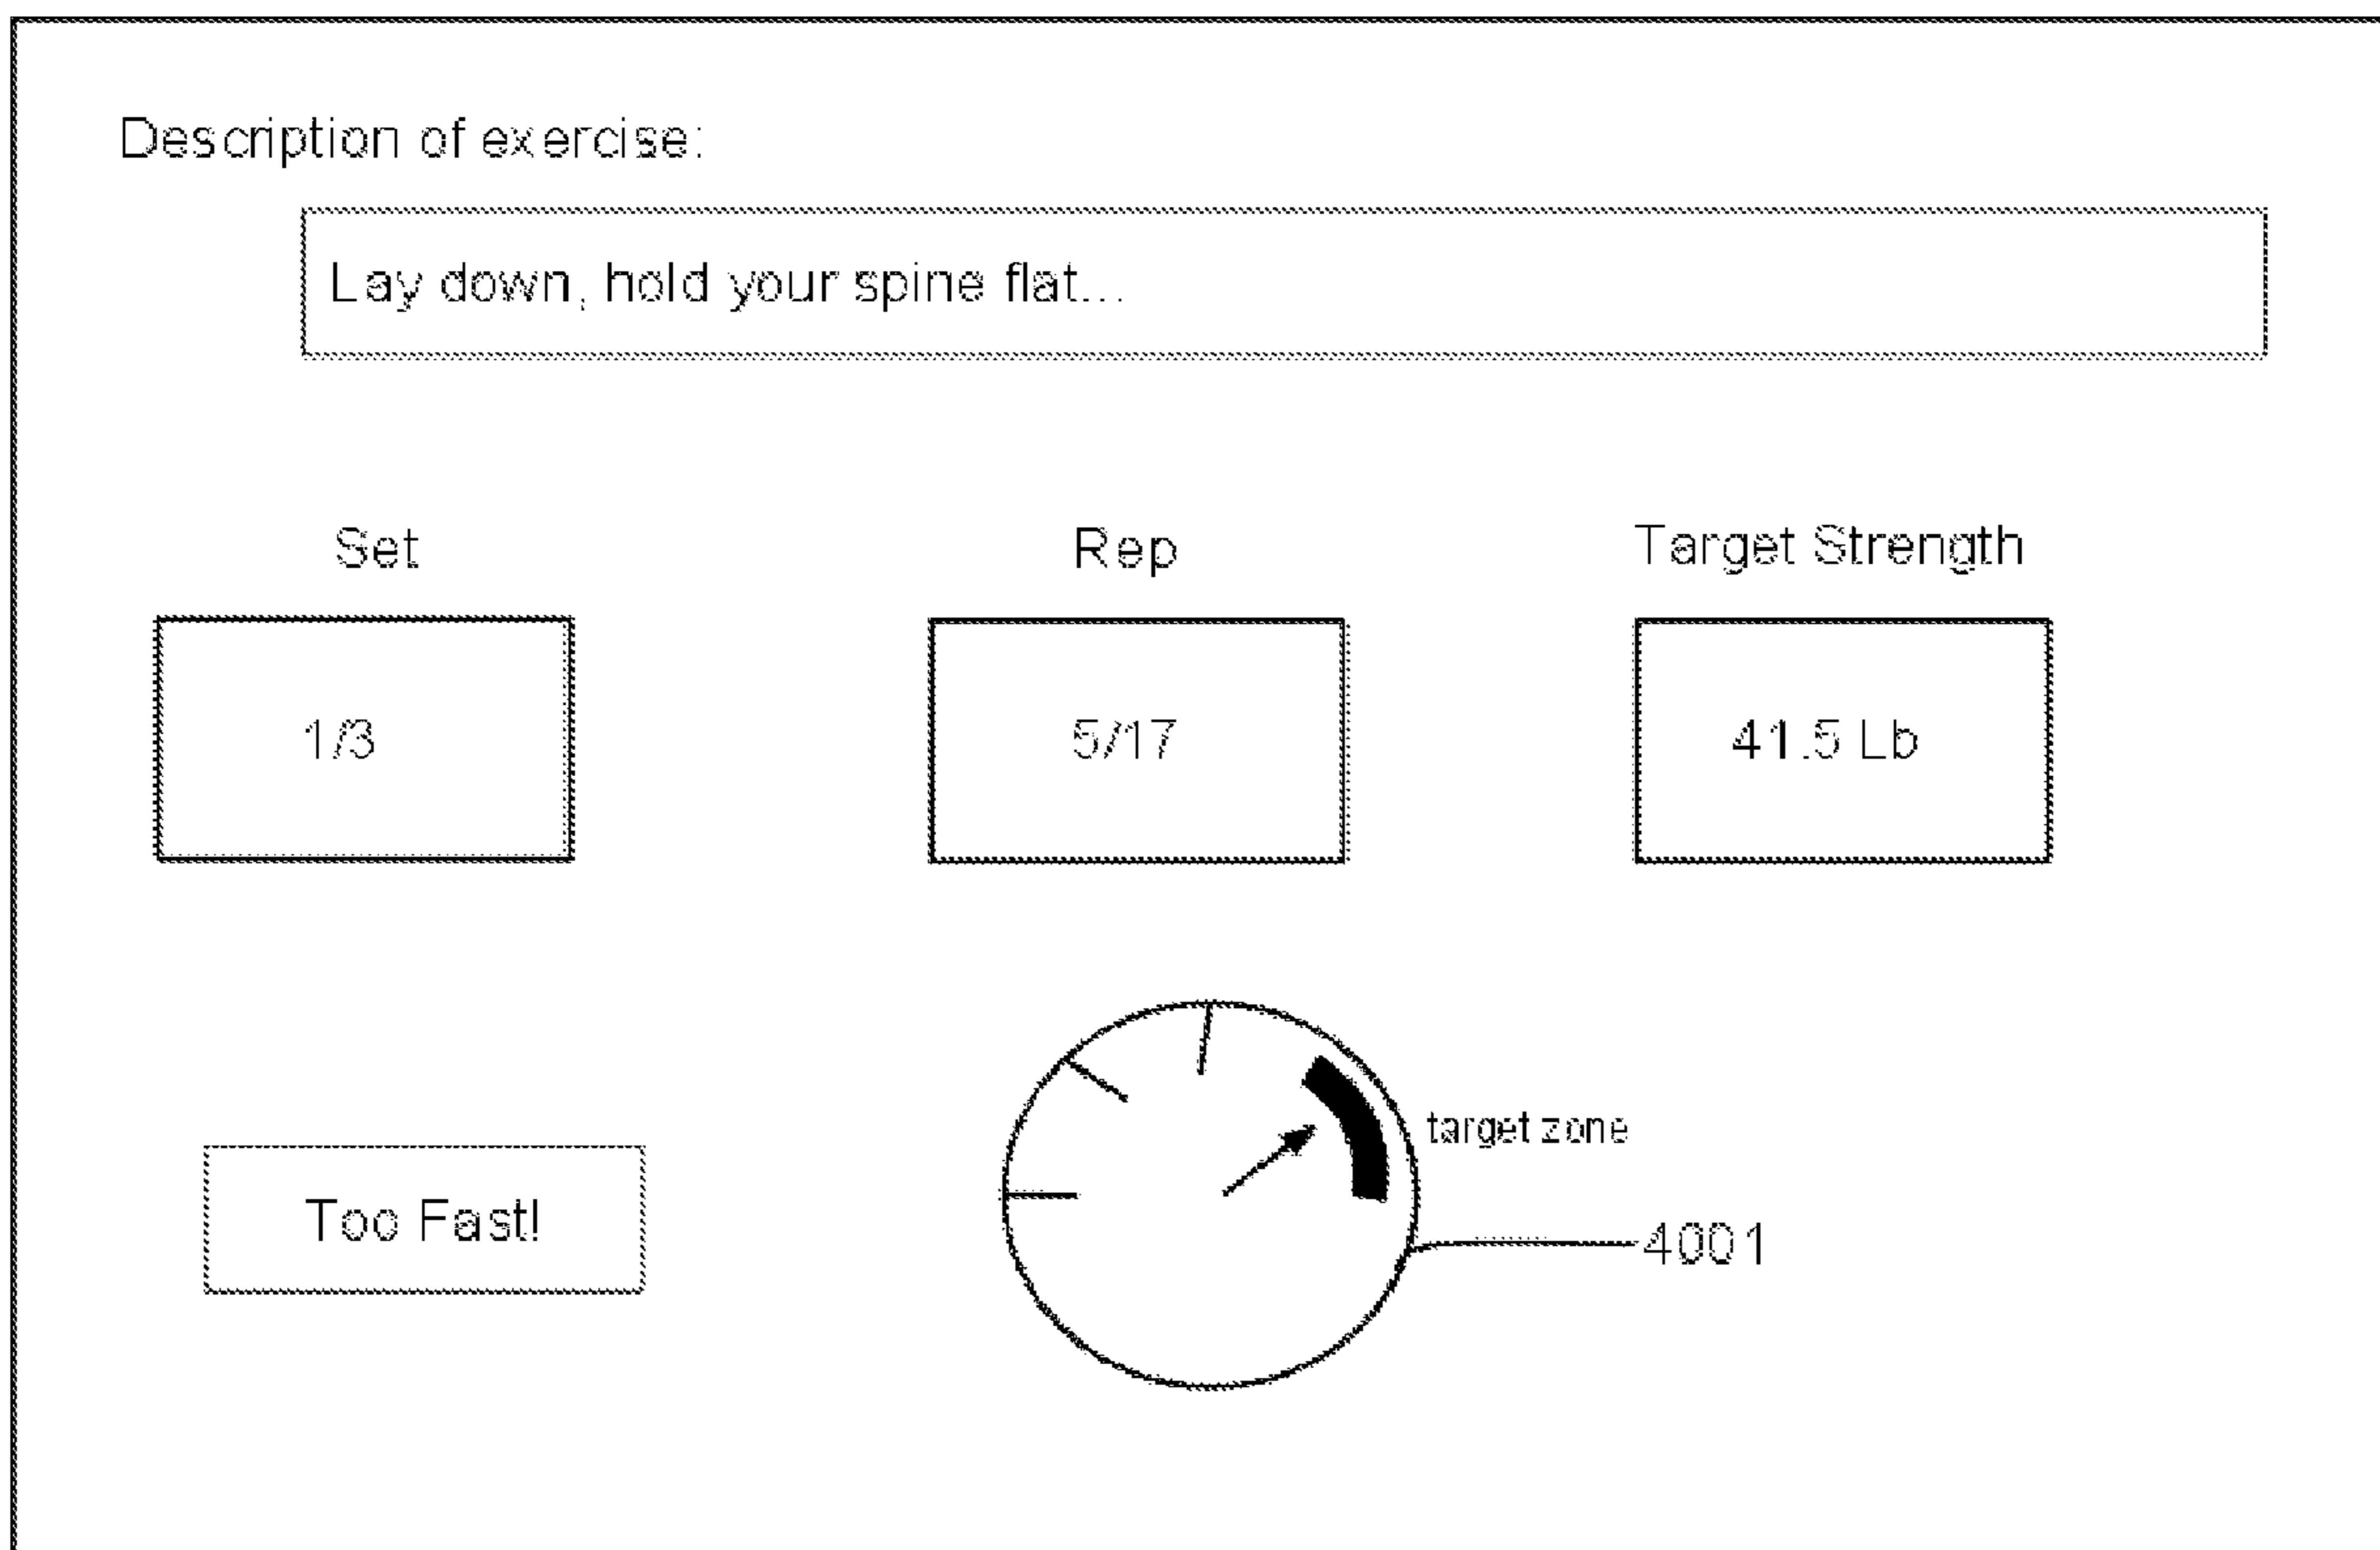 Description of exercise:
Lay down, hold your spine flat...
Set
Rep
Target Strength
1/3
5/17
41.5 Lb
target zone
Too Fast!
4001